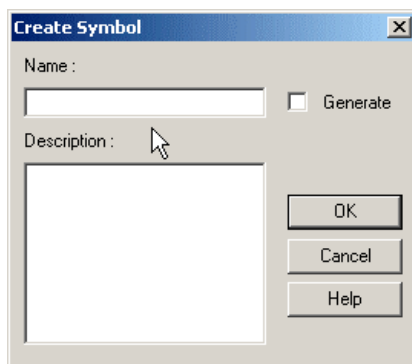 Create Symbol
Name :
Generate
Description :
OK
Cancel
Help